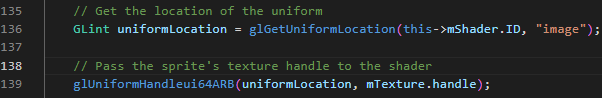 135 // Get the location of the uniform
136 GLint uniformLocation = glGetUniformLocation(this->mShader.ID, "image");
137
138 // Pass the sprite's texture handle to the shader
139 glUniformHandleui64ARB(uniformLocation, mTexture.handle);